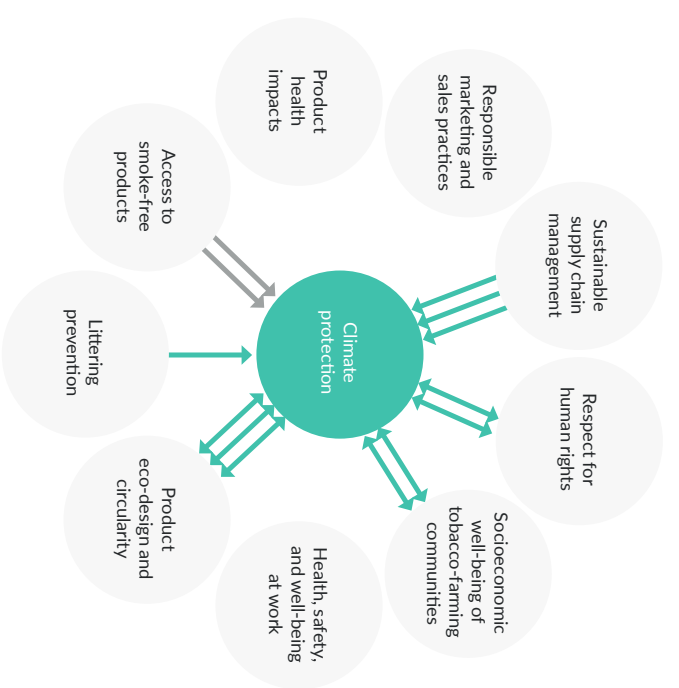 Sustainable
supply chain
management
Respect for
human rights
Responsible
marketing and
sales practices
Socioeconomic
well-being of
tobacco-farming
communities
Climate
protection
Product
health
impacts
Health, safety,
and well-being
at work
Access to
smoke-free
products
Product
eco-design and
circularity
Littering
prevention